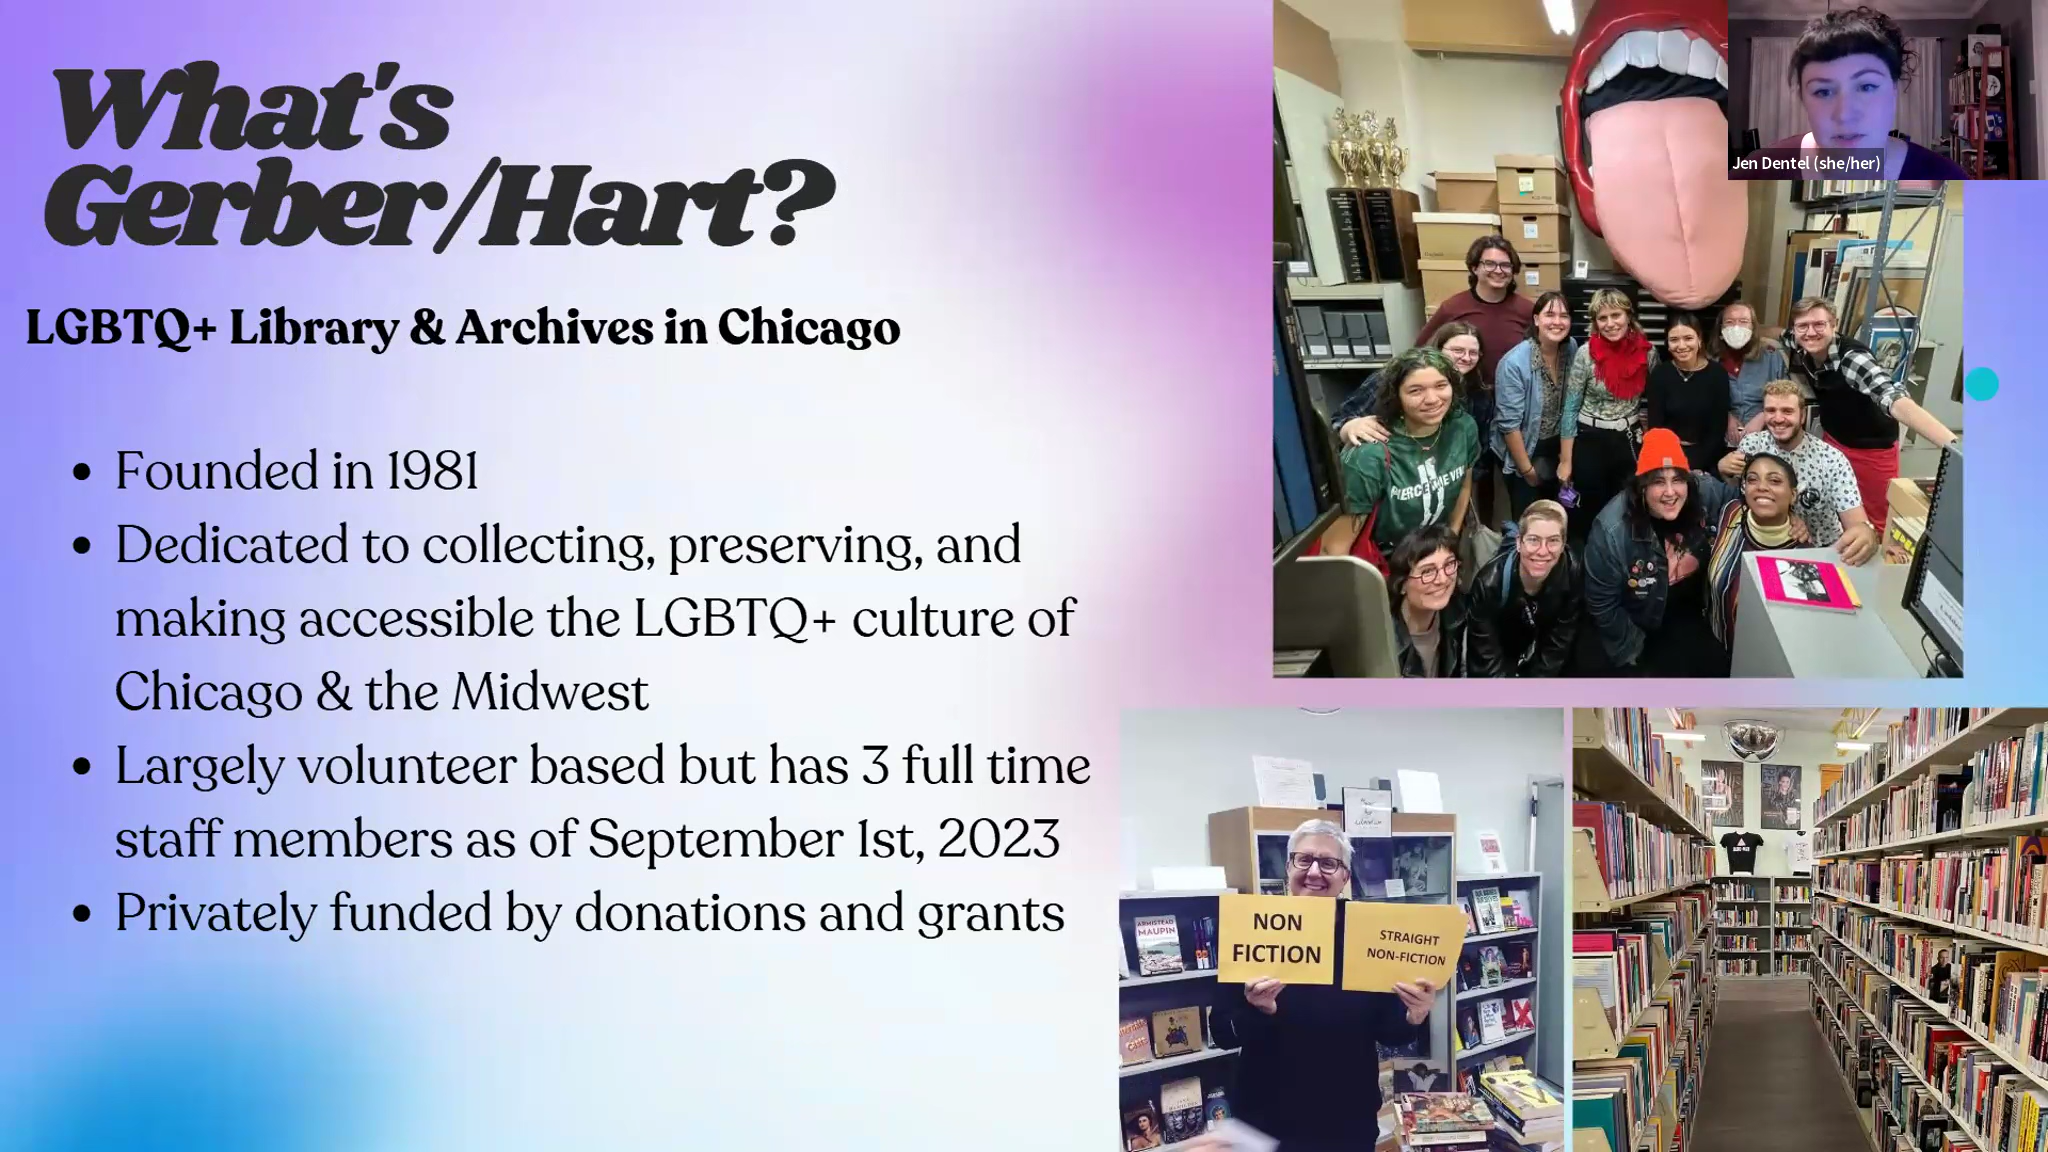 What's
Gerber/Hart?
LGBTQ+ Library & Archives in Chicago
• Founded in 1981
• Dedicated to collecting, preserving, and
making accessible the LGBTQ+ culture of
Chicago & the Midwest
• Largely volunteer based but has 3 full time
staff members as of September 1st, 2023
• Privately funded by donations and grants
Jen Dentel (she/her)
NON
FICTION
STRAIGHT
NON-FICTION
ARMISTEAD
MAUPIN